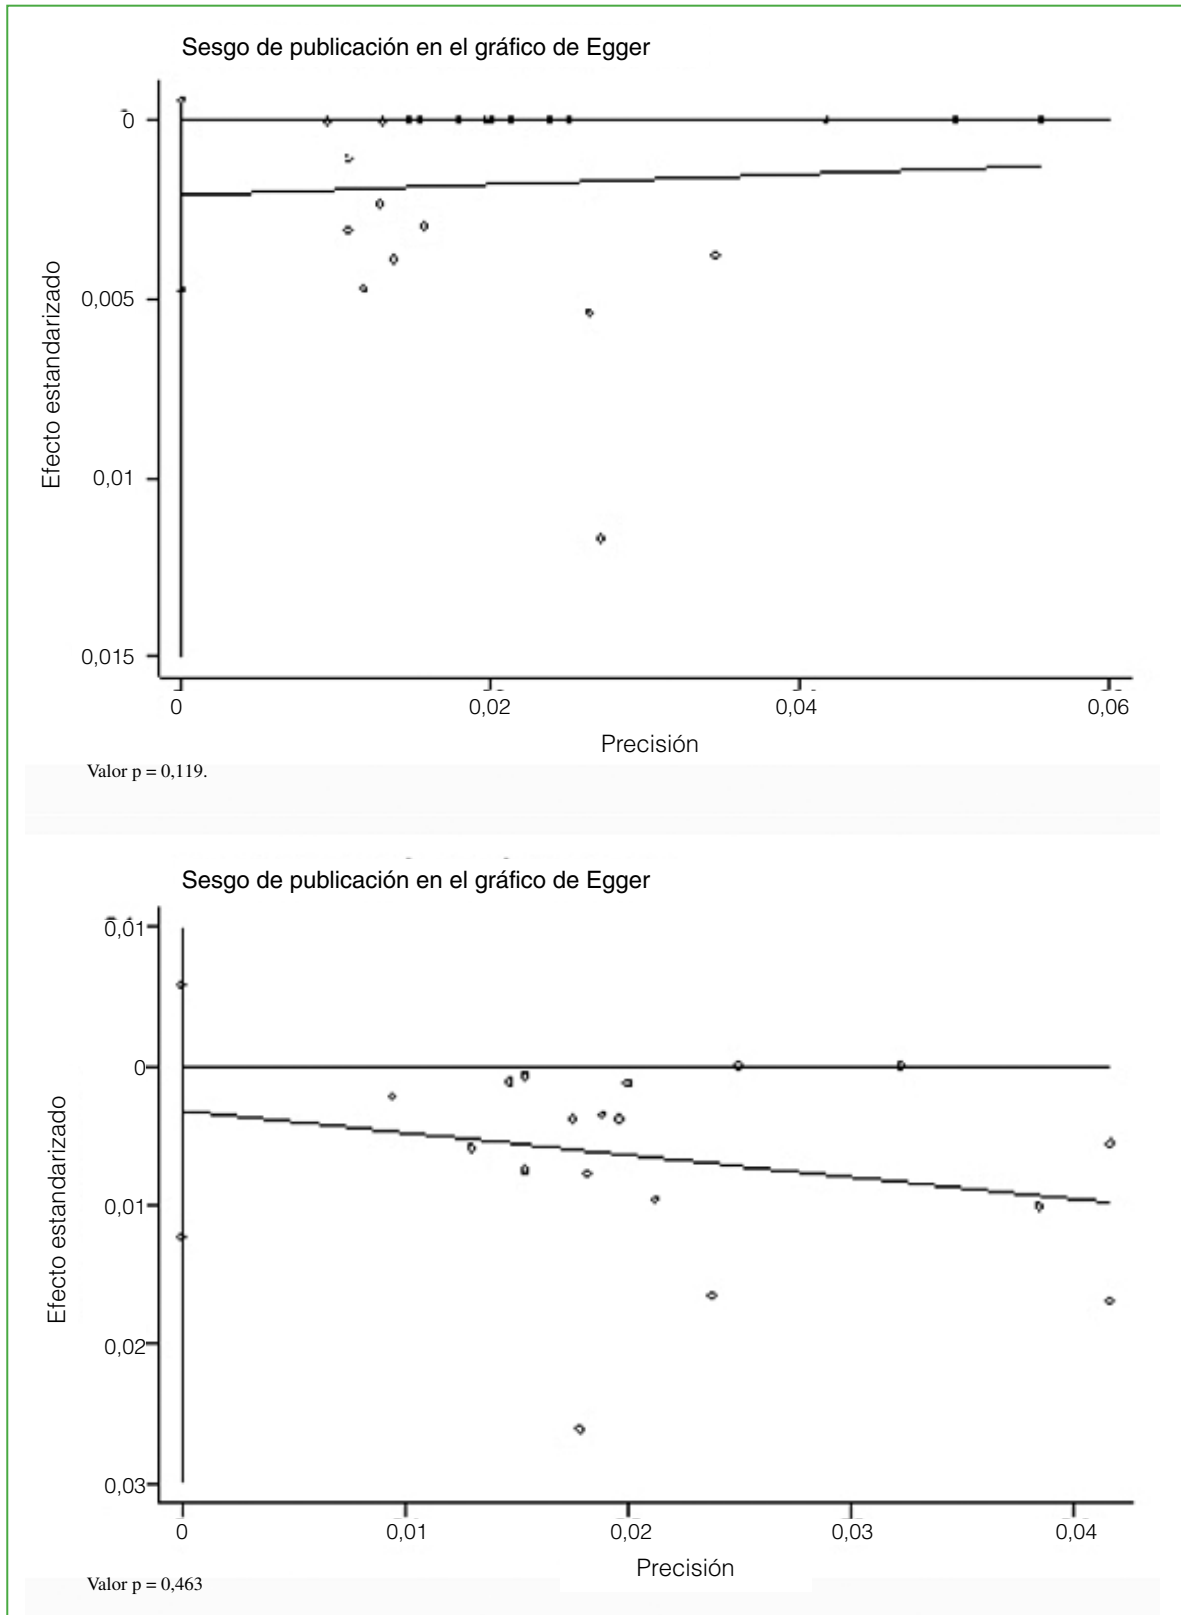 Sesgo de publicación en el gráfico de Egger
0
0,005
0,01
0,015
Efecto estandarizado
0 0,02 0,04 0,06
Precisión
Valor p = 0,119.
Sesgo de publicación en el gráfico de Egger
0,01
0
0,01
0,02
0,03
Efecto estandarizado
0 0,01 0,02 0,03 0,04
Precisión
Valor p = 0,463